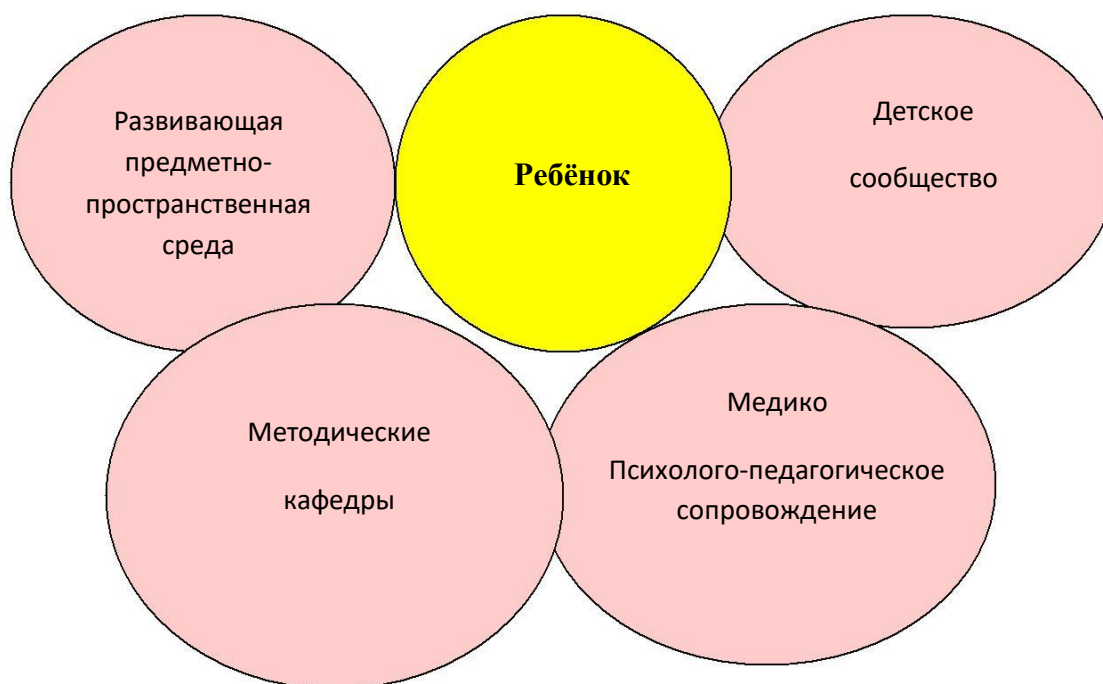 Развивающая
предметно-
пространственная
среда
Ребёнок
Детское
сообщество
Методические
кафедры
Медико
Психолого-педагогическое
сопровождение